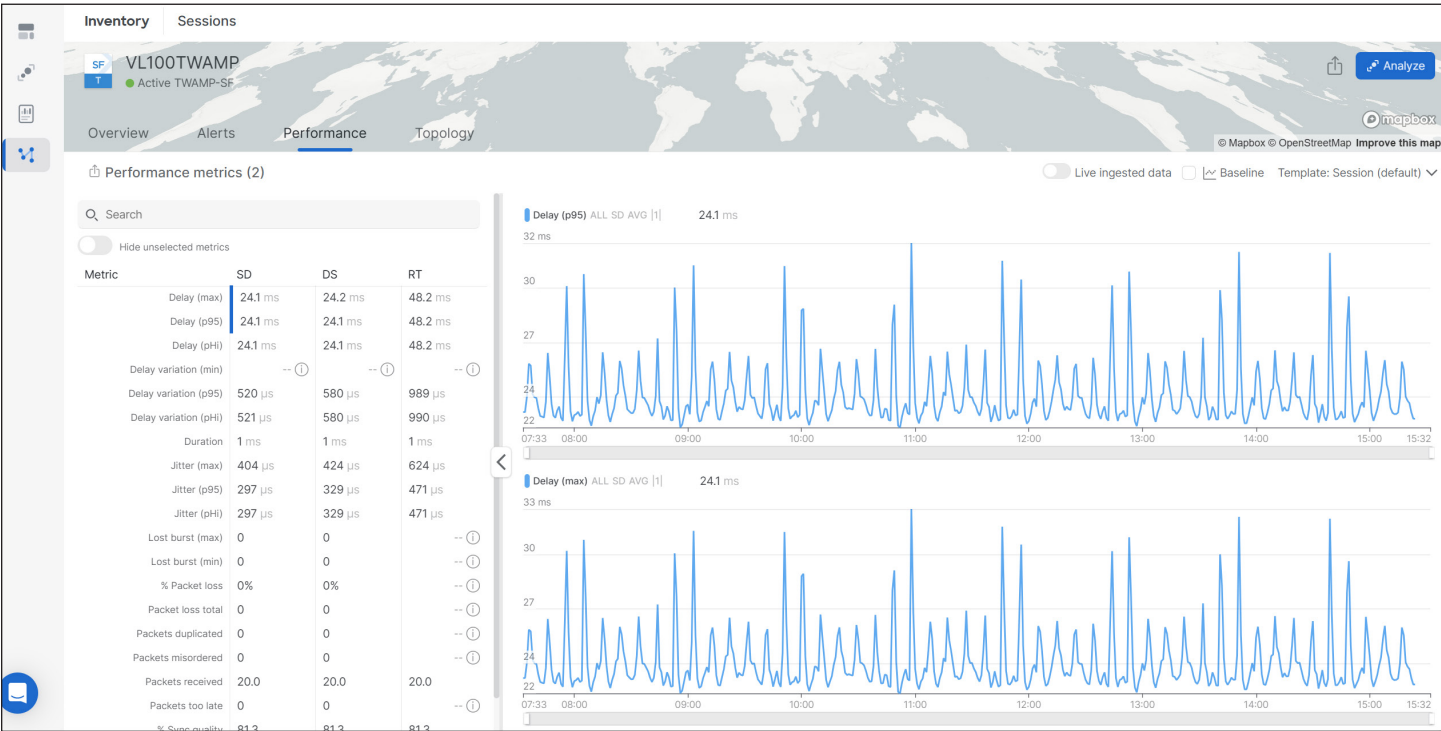 Inventory Sessions
SF
T
VL100TWAMP
Active TWAMP-SF
Analyze
Overview Alerts Performance Topology
mapbox
© Mapbox © OpenStreetMap Improve this map
Performance metrics (2)
Live ingested data Baseline Template: Session (default)
Search
Hide unselected metrics
Metric SD DS RT
Delay (max) 24.1 ms 24.2 ms 48.2 ms
Delay (p95) 24.1 ms 24.1 ms 48.2 ms
Delay (pHi) 24.1 ms 24.1 ms 48.2 ms
Delay variation (min) -- -- --
Delay variation (p95) 520 µs 580 µs 989 µs
Delay variation (pHi) 521 µs 580 µs 990 µs
Duration 1 ms 1 ms 1 ms
Jitter (max) 404 µs 424 µs 624 µs
Jitter (p95) 297 µs 329 µs 471 µs
Jitter (pHi) 297 µs 329 µs 471 µs
Lost burst (max) 0 0 --
Lost burst (min) 0 0 --
% Packet loss 0% 0% --
Packet loss total 0 0 --
Packets duplicated 0 0 --
Packets misordered 0 0 --
Packets received 20.0 20.0 20.0
Packets too late 0 0 --
% Sync quality 81.3 81.3 81.3
Delay (p95) ALL SD AVG |1| 24.1 ms
32 ms
30
27
24
22
07:33 08:00 09:00 10:00 11:00 12:00 13:00 14:00 15:00 15:32
Delay (max) ALL SD AVG |1| 24.1 ms
33 ms
30
27
24
22
07:33 08:00 09:00 10:00 11:00 12:00 13:00 14:00 15:00 15:32